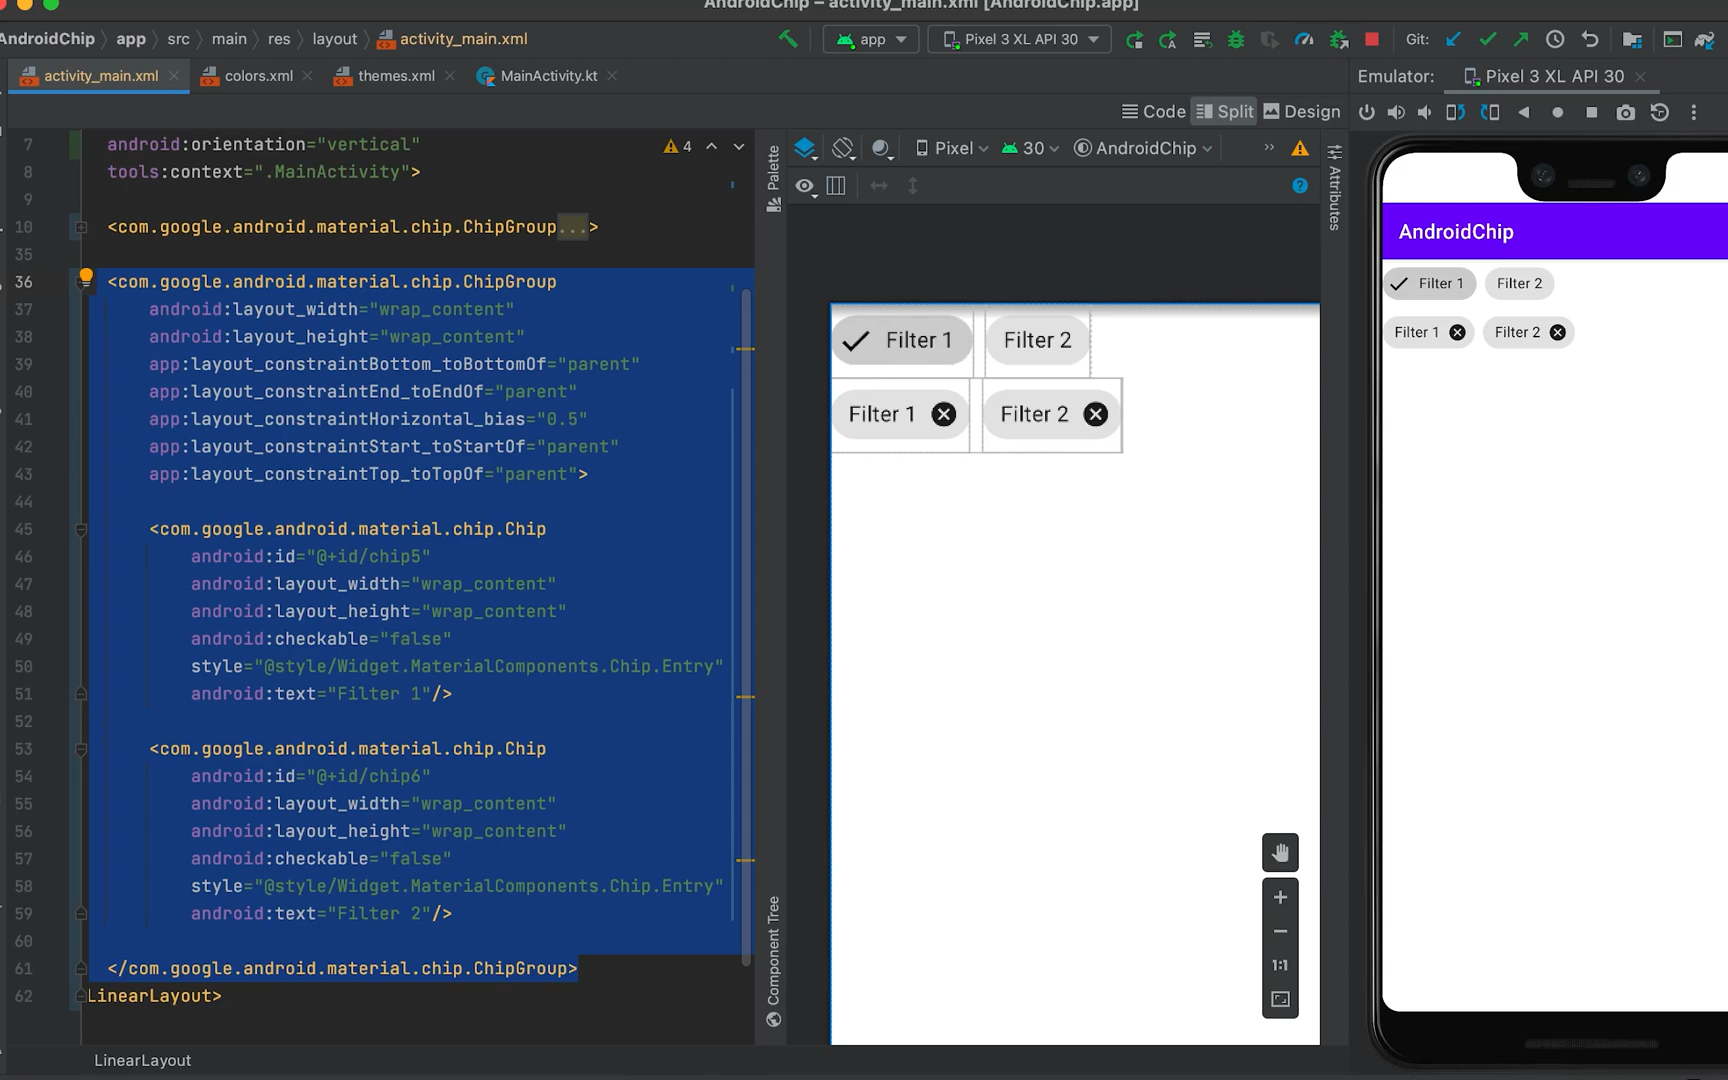 AndroidChip – activity_main.xml [AndroidChip.app]
AndroidChip app src main res layout activity_main.xml
app
Pixel 3 XL API 30
Git:
activity_main.xml
colors.xml
themes.xml
MainActivity.kt
Emulator:
Pixel 3 XL API 30
Code
Split
Design
7 android:orientation="vertical"
8 tools:context=".MainActivity">
9
10 <com.google.android.material.chip.ChipGroup...>
35
36 <com.google.android.material.chip.ChipGroup
37 android:layout_width="wrap_content"
38 android:layout_height="wrap_content"
39 app:layout_constraintBottom_toBottomOf="parent"
40 app:layout_constraintEnd_toEndOf="parent"
41 app:layout_constraintHorizontal_bias="0.5"
42 app:layout_constraintStart_toStartOf="parent"
43 app:layout_constraintTop_toTopOf="parent">
44
45 <com.google.android.material.chip.Chip
46 android:id="@+id/chip5"
47 android:layout_width="wrap_content"
48 android:layout_height="wrap_content"
49 android:checkable="false"
50 style="@style/Widget.MaterialComponents.Chip.Entry"
51 android:text="Filter 1"/>
52
53 <com.google.android.material.chip.Chip
54 android:id="@+id/chip6"
55 android:layout_width="wrap_content"
56 android:layout_height="wrap_content"
57 android:checkable="false"
58 style="@style/Widget.MaterialComponents.Chip.Entry"
59 android:text="Filter 2"/>
60
61 </com.google.android.material.chip.ChipGroup>
62 LinearLayout>
4
LinearLayout
Palette
Component Tree
Pixel
30
AndroidChip
Attributes
Filter 1
Filter 2
Filter 1
Filter 2
1:1
AndroidChip
Filter 1
Filter 2
Filter 1
Filter 2